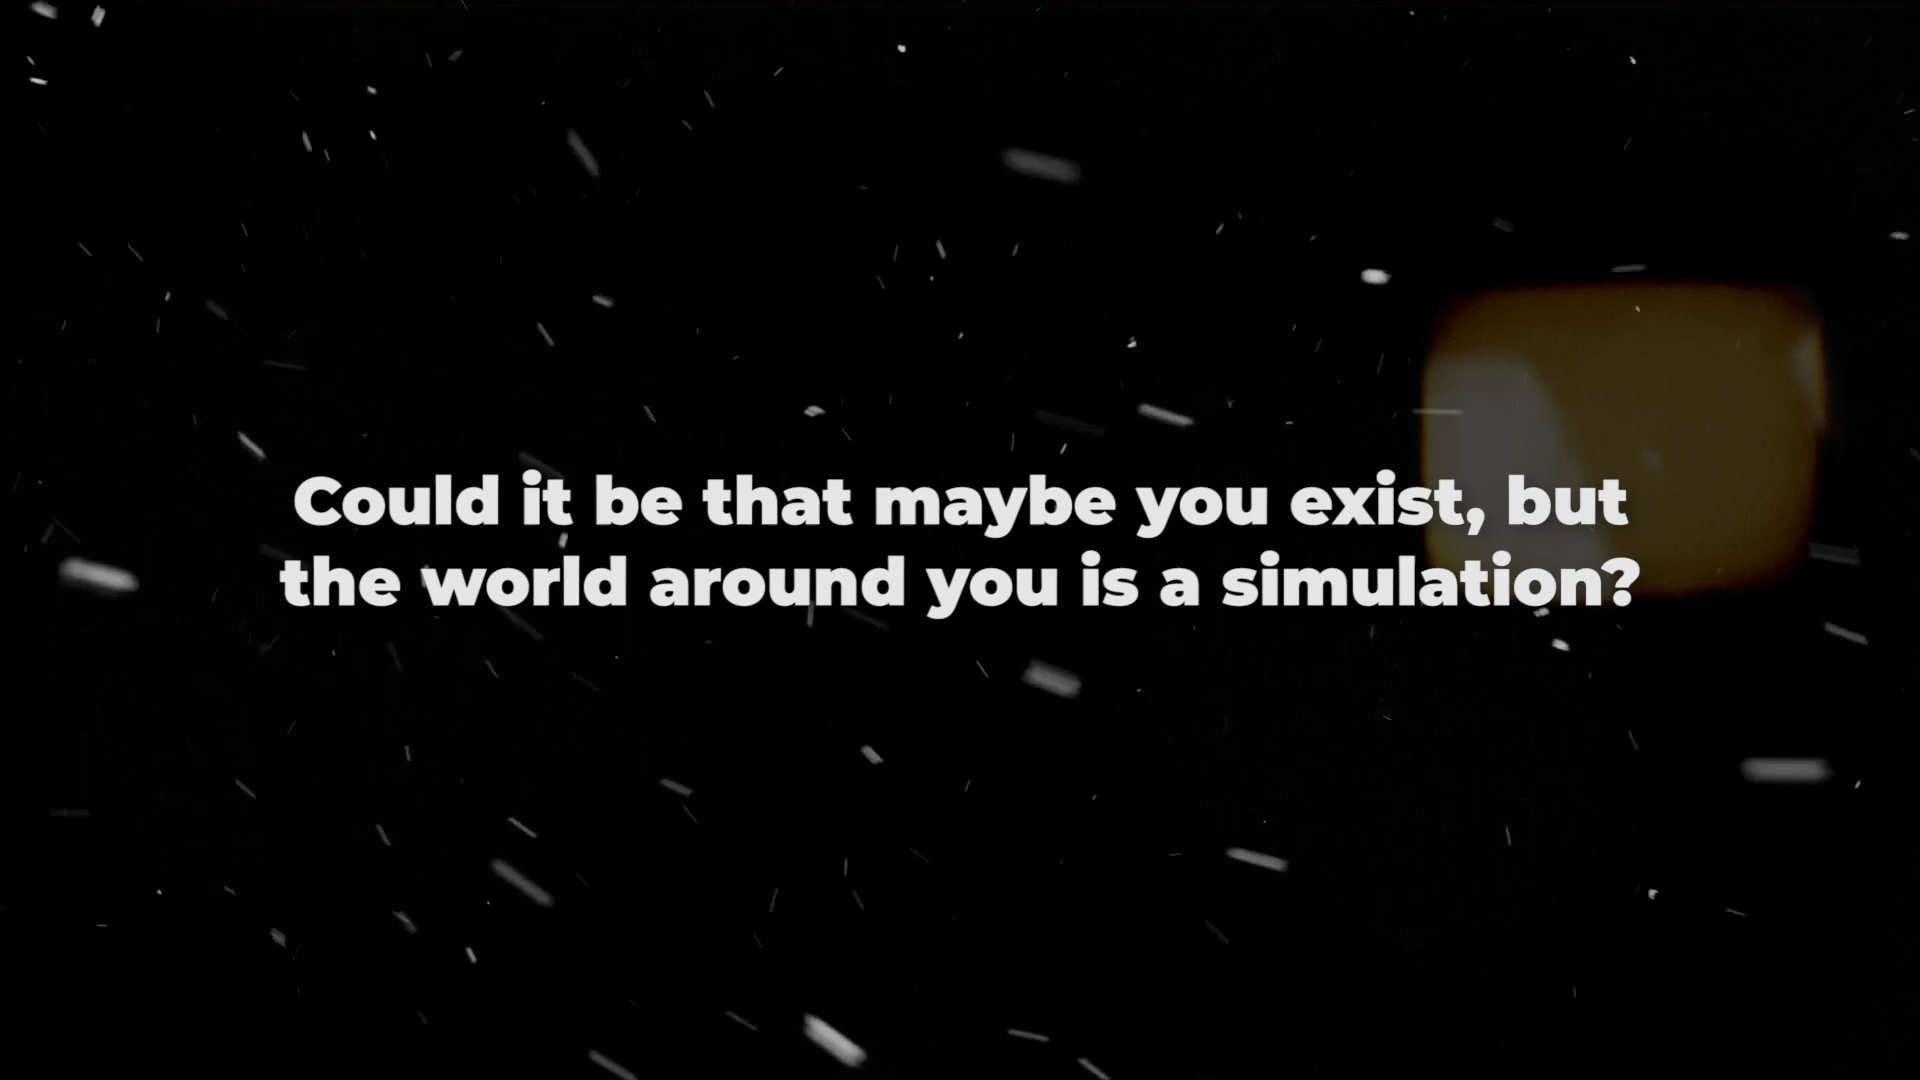 Could it be that maybe you exist, but
the world around you is a simulation?